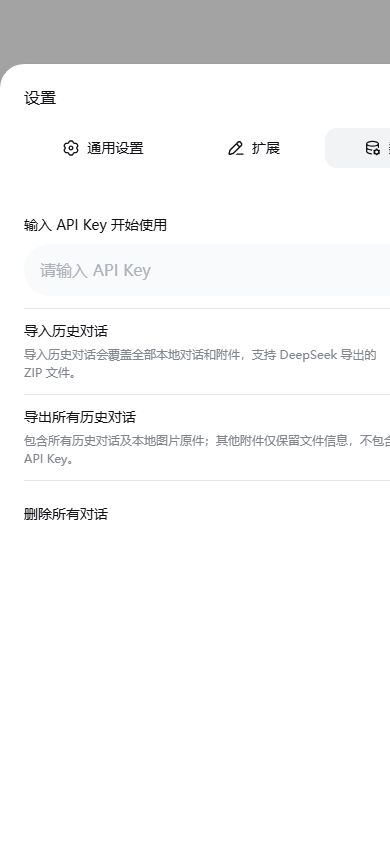 设置
通用设置
扩展
输入 API Key 开始使用
请输入 API Key
导入历史对话
导入历史对话会覆盖全部本地对话和附件，支持 DeepSeek 导出的
ZIP 文件。
导出所有历史对话
包含所有历史对话及本地图片原件；其他附件仅保留文件信息，不包含
API Key。
删除所有对话